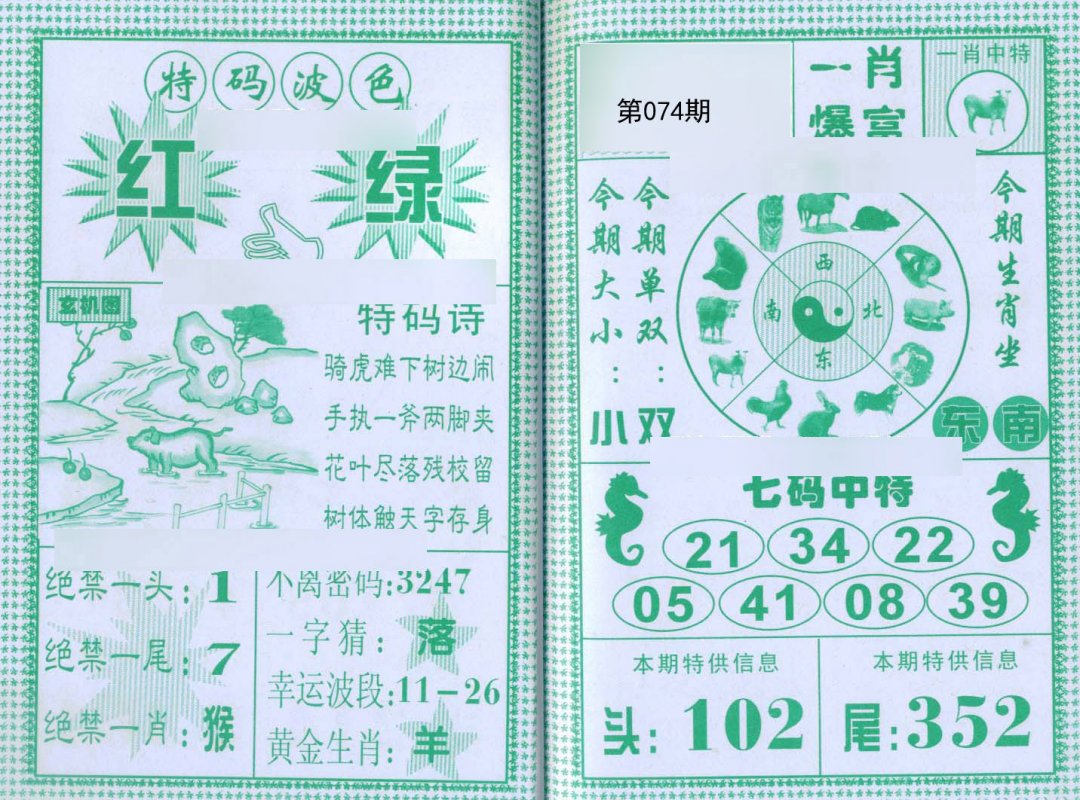 特码波色
红 绿
玄机图
特码诗
骑虎难下树边闹
手执一斧两脚夹
花叶尽落残校留
树体触天字存身
绝禁一头:1
绝禁一尾:7
绝禁一肖:猴
不离密码:3247
一字猜:落
幸运波段:11-26
黄金生肖:羊
第074期
一肖
爆富
一肖中特
今期大小:小
今期单双:双
西
南 北
东
今期生肖坐
东南
七码中特
21 34 22
05 41 08 39
本期特供信息
头:102
本期特供信息
尾:352